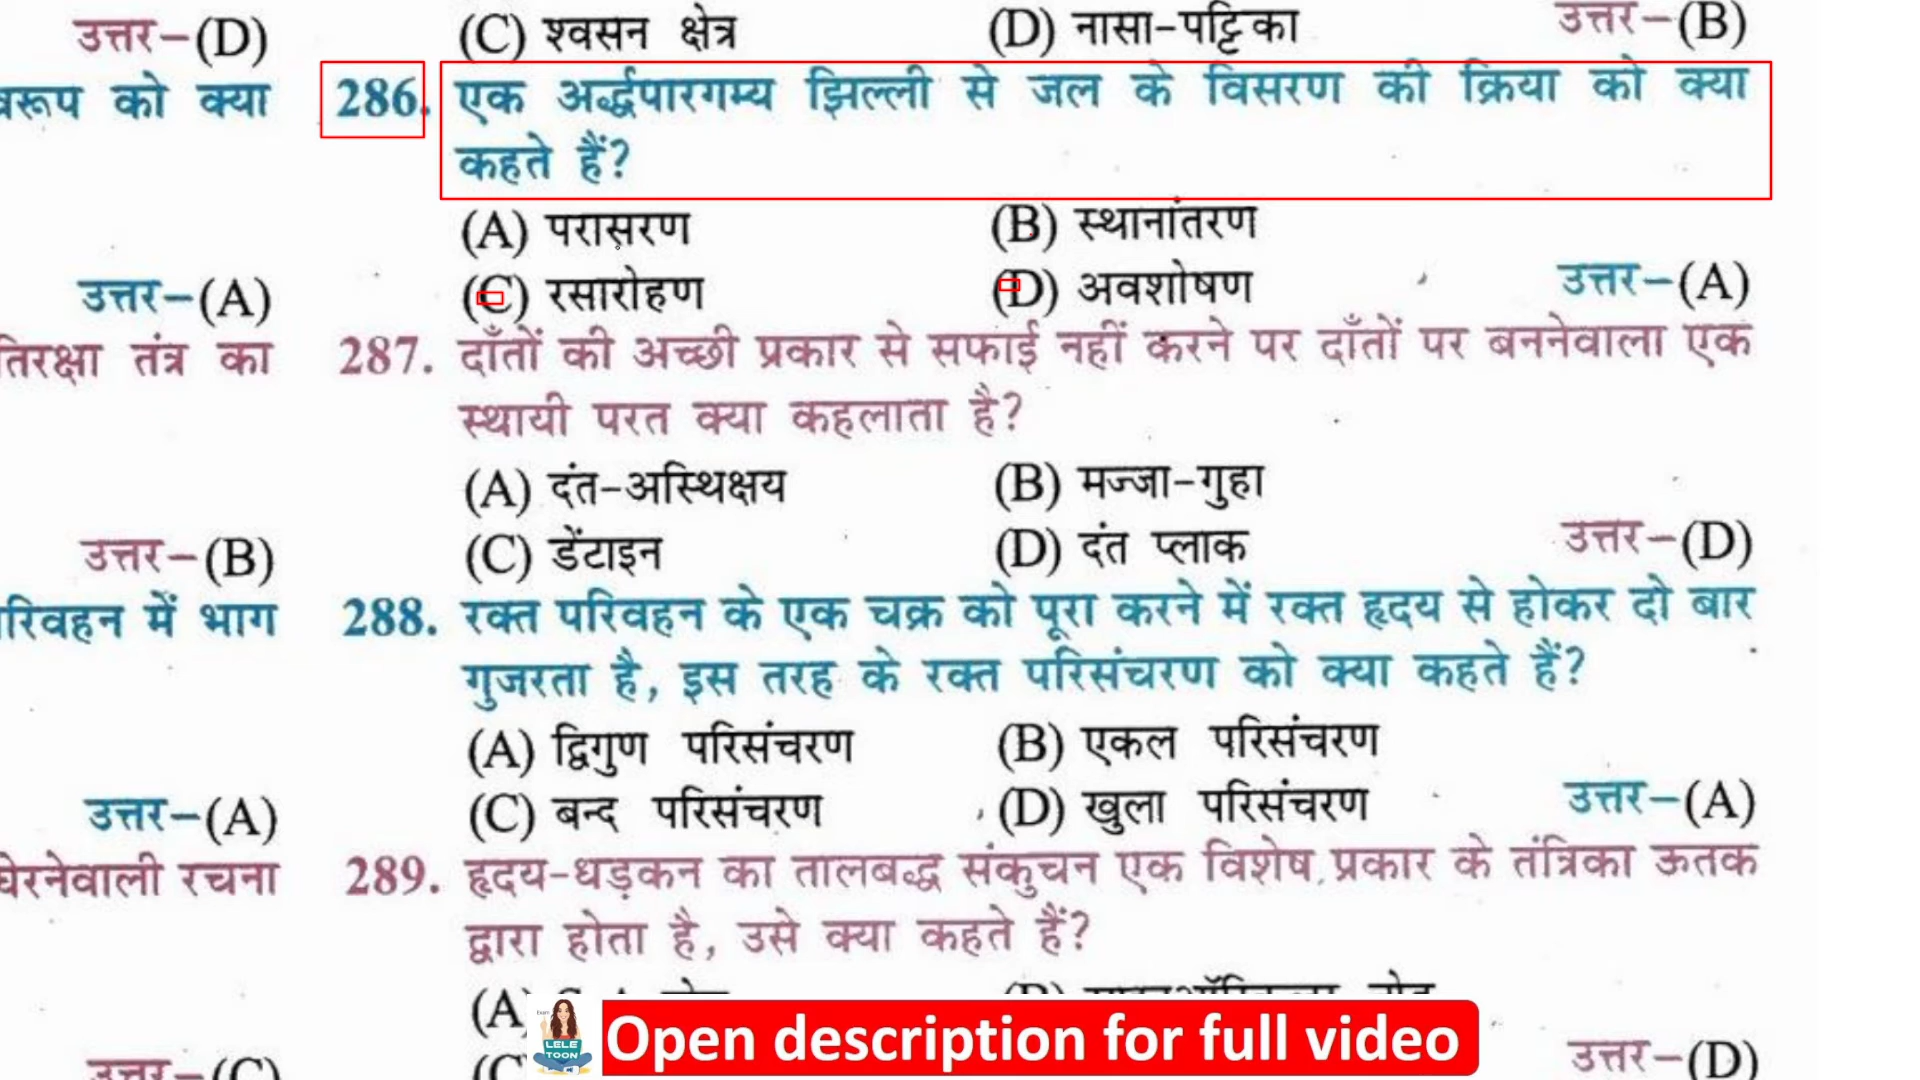 उत्तर–(D)
वरूप को क्या
उत्तर–(A)
तिरक्षा तंत्र का
उत्तर–(B)
रिवहन में भाग
उत्तर–(A)
घेरनेवाली रचना
उत्तर–(C)
(C) श्वसन क्षेत्र (D) नासा-पट्टिका उत्तर–(B)
286. एक अर्द्धपारगम्य झिल्ली से जल के विसरण की क्रिया को क्या
कहते हैं?
(A) परासरण (B) स्थानांतरण
(C) रसारोहण (D) अवशोषण उत्तर–(A)
287. दाँतों की अच्छी प्रकार से सफाई नहीं करने पर दाँतों पर बननेवाला एक
स्थायी परत क्या कहलाता है?
(A) दंत-अस्थिक्षय (B) मज्जा-गुहा
(C) डेंटाइन (D) दंत प्लाक उत्तर–(D)
288. रक्त परिवहन के एक चक्र को पूरा करने में रक्त हृदय से होकर दो बार
गुजरता है, इस तरह के रक्त परिसंचरण को क्या कहते हैं?
(A) द्विगुण परिसंचरण (B) एकल परिसंचरण
(C) बन्द परिसंचरण (D) खुला परिसंचरण उत्तर–(A)
289. हृदय-धड़कन का तालबद्ध संकुचन एक विशेष प्रकार के तंत्रिका ऊतक
द्वारा होता है, उसे क्या कहते हैं?
(A)
(C उत्तर–(D)
LELE
TOON
Open description for full video